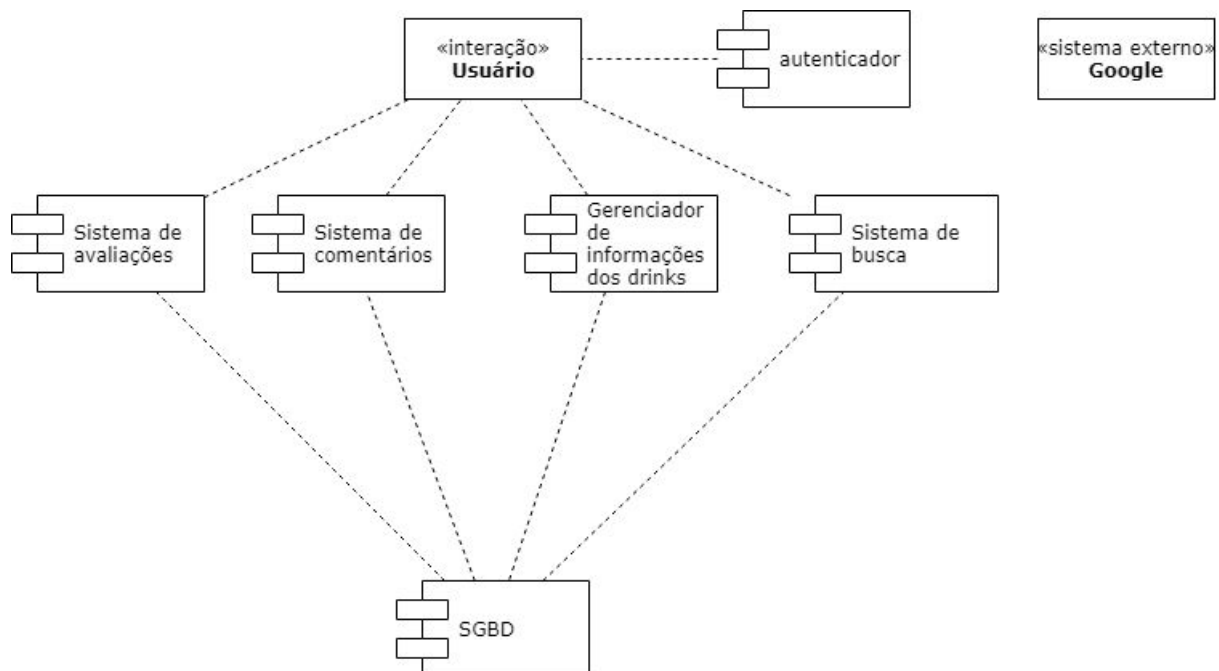 «interação»
Usuário
autenticador
«sistema externo»
Google
Sistema de
avaliações
Sistema de
comentários
Gerenciador
de
informações
dos drinks
Sistema de
busca
SGBD